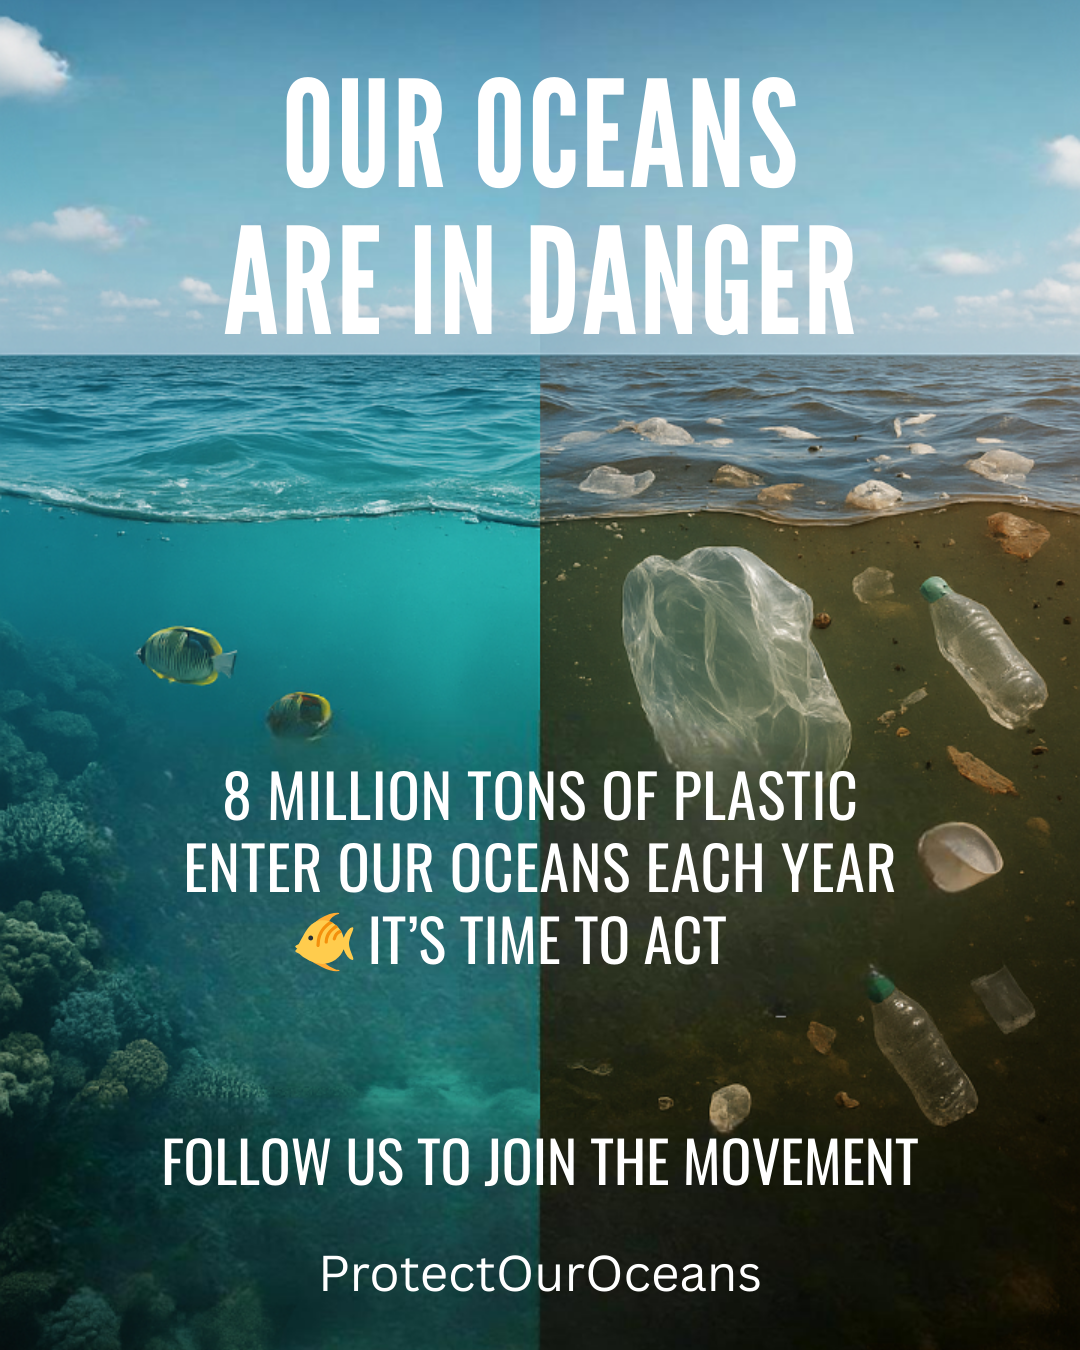 OUR OCEANS
ARE IN DANGER
8 MILLION TONS OF PLASTIC
ENTER OUR OCEANS EACH YEAR
🐠 IT’S TIME TO ACT
FOLLOW US TO JOIN THE MOVEMENT
ProtectOurOceans